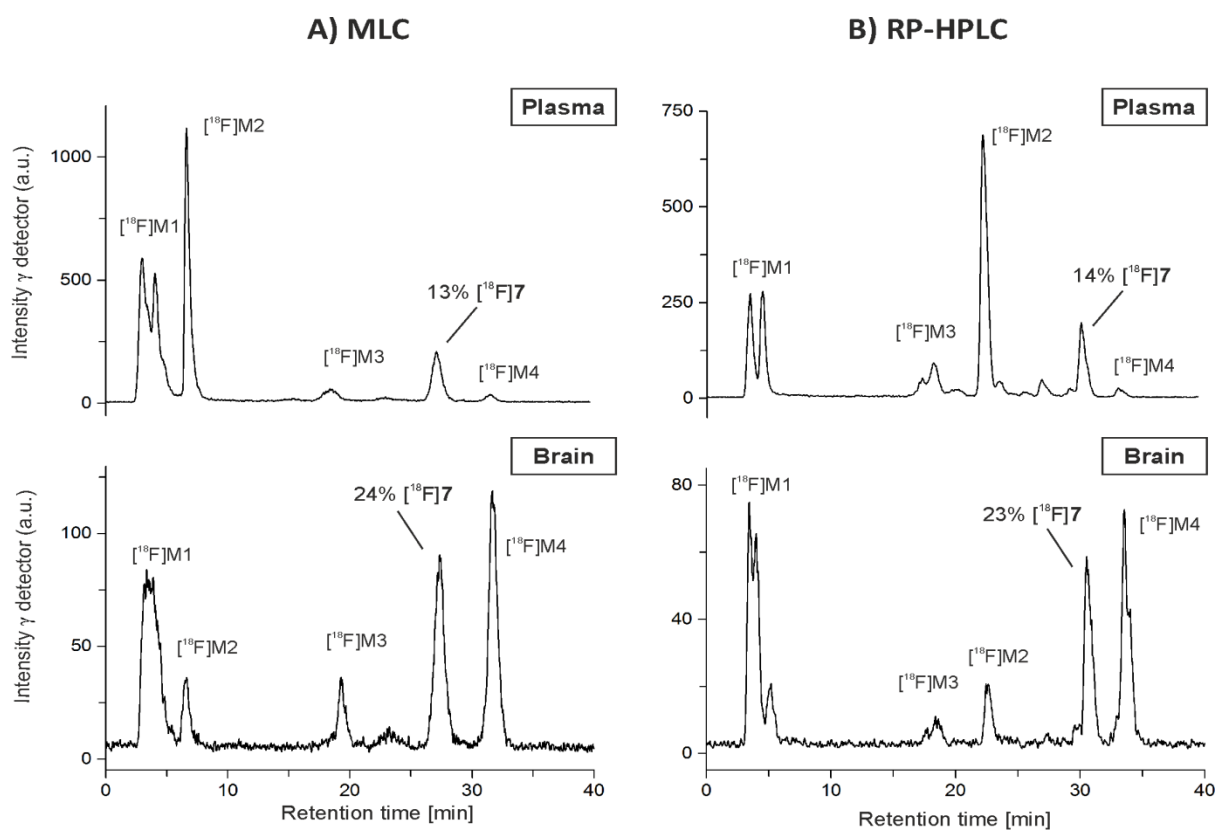 A) MLC
B) RP-HPLC
Plasma
[¹⁸F]M2
[¹⁸F]M1
13% [¹⁸F]7
[¹⁸F]M3
[¹⁸F]M4
1000
500
0
Intensity γ detector (a.u.)
Plasma
[¹⁸F]M2
[¹⁸F]M1
14% [¹⁸F]7
[¹⁸F]M3
[¹⁸F]M4
750
500
250
0
Brain
24% [¹⁸F]7
[¹⁸F]M4
[¹⁸F]M1
[¹⁸F]M2
[¹⁸F]M3
100
50
0
Intensity γ detector (a.u.)
0 10 20 30 40
Retention time [min]
Brain
[¹⁸F]M1
23% [¹⁸F]7
[¹⁸F]M4
[¹⁸F]M2
[¹⁸F]M3
80
40
0
0 10 20 30 40
Retention time [min]